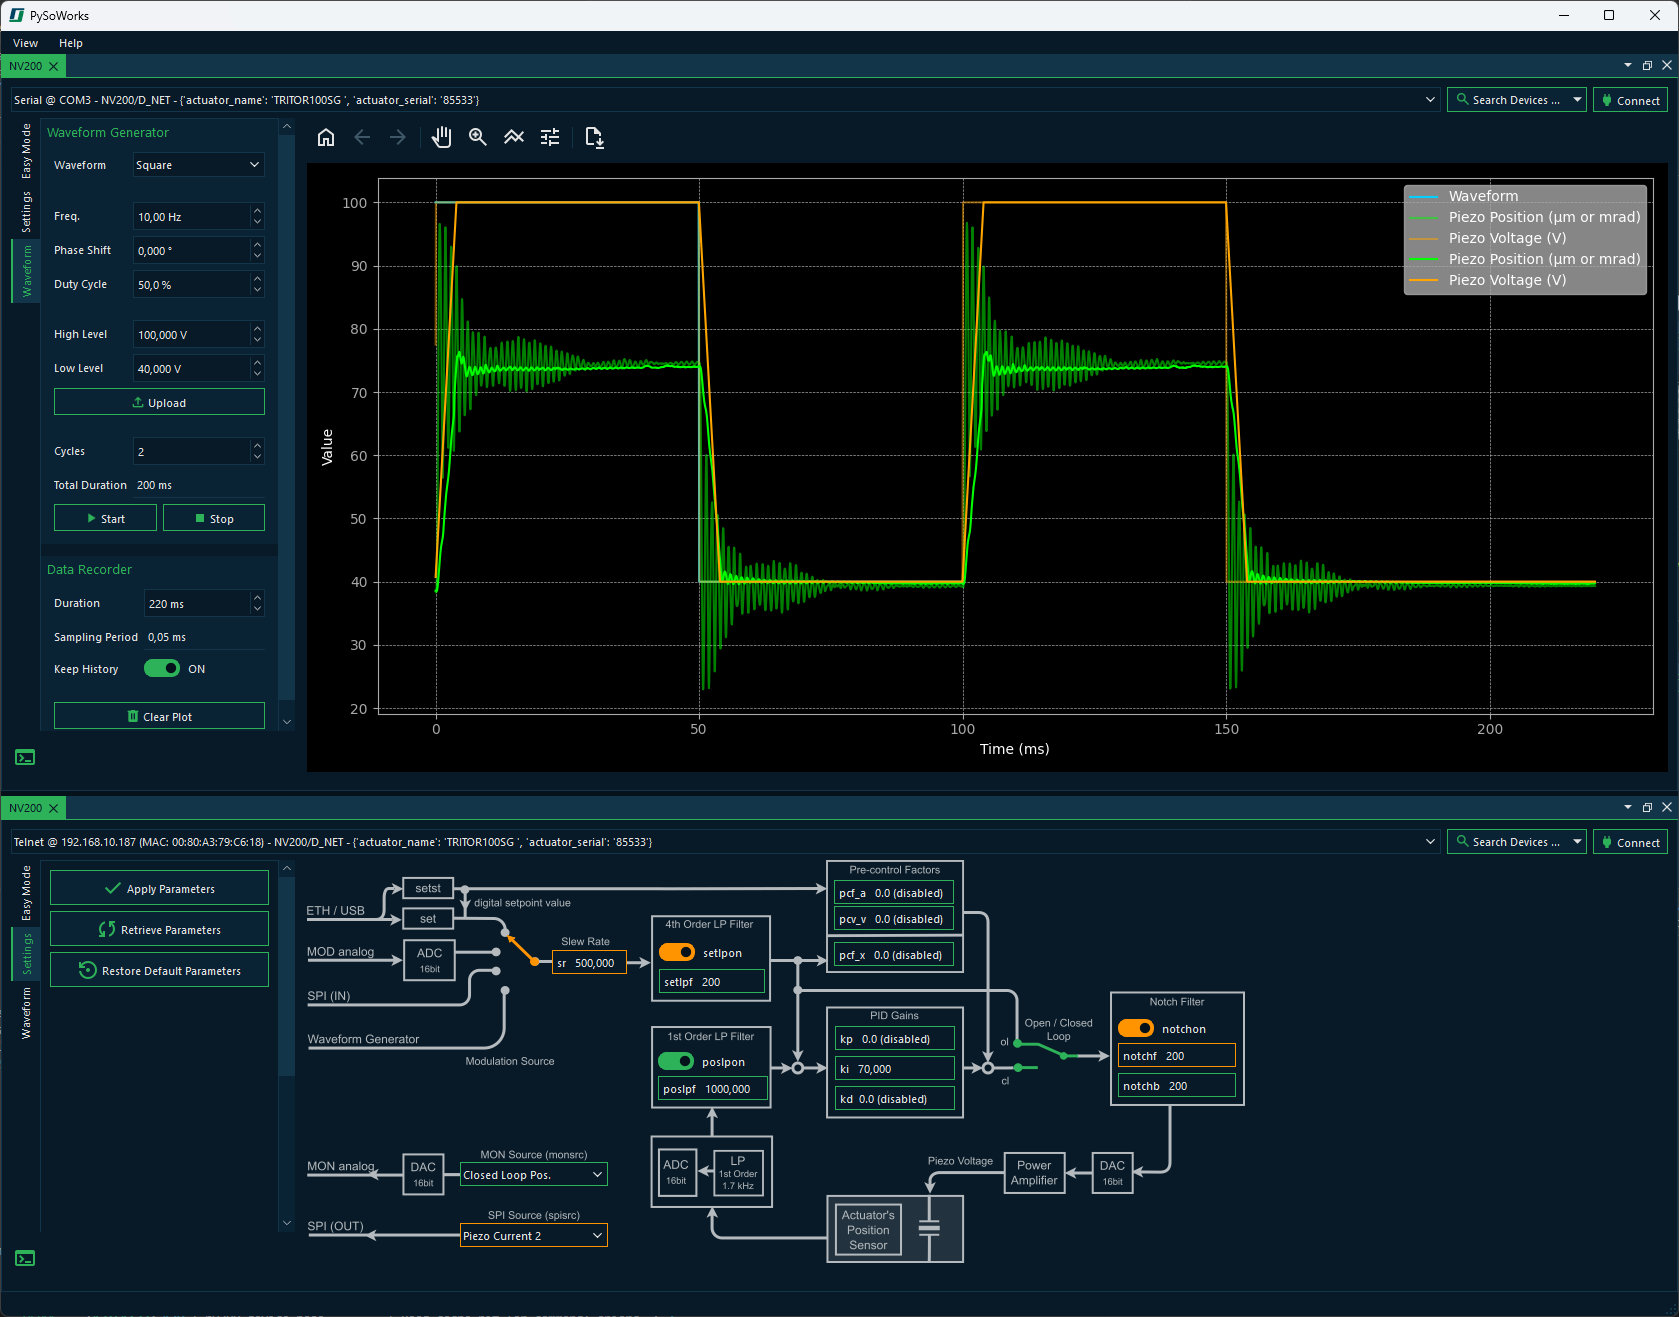 PySoWorks
View Help
NV200
Serial @ COM3 - NV200/D_NET - {'actuator_name': 'TRITOR100SG ', 'actuator_serial': '85533'}
Search Devices ...
Connect
Easy Mode
Settings
Waveform
Waveform Generator
Waveform Square
Freq. 10,00 Hz
Phase Shift 0,000 °
Duty Cycle 50,0 %
High Level 100,000 V
Low Level 40,000 V
Upload
Cycles 2
Total Duration 200 ms
Start Stop
Data Recorder
Duration 220 ms
Sampling Period 0,05 ms
Keep History ON
Clear Plot
Value
100
90
80
70
60
50
40
30
20
0 50 100 150 200
Time (ms)
Waveform
Piezo Position (µm or mrad)
Piezo Voltage (V)
Piezo Position (µm or mrad)
Piezo Voltage (V)
NV200
Telnet @ 192.168.10.187 (MAC: 00:80:A3:79:C6:18) - NV200/D_NET - {'actuator_name': 'TRITOR100SG ', 'actuator_serial': '85533'}
Search Devices ...
Connect
Easy Mode
Settings
Waveform
Apply Parameters
Retrieve Parameters
Restore Default Parameters
ETH / USB
setst
set
digital setpoint value
MOD analog
ADC
16bit
SPI (IN)
Waveform Generator
Modulation Source
Slew Rate
sr 500,000
4th Order LP Filter
setlpon
setlpf 200
1st Order LP Filter
poslpon
poslpf 1000,000
Pre-control Factors
pcf_a 0.0 (disabled)
pcv_v 0.0 (disabled)
pcf_x 0.0 (disabled)
PID Gains
kp 0.0 (disabled)
ki 70,000
kd 0.0 (disabled)
Open / Closed
Loop
ol
cl
Notch Filter
notchon
notchf 200
notchb 200
MON analog
DAC
16bit
MON Source (monsrc)
Closed Loop Pos.
SPI (OUT)
SPI Source (spisrc)
Piezo Current 2
ADC
16bit
LP
1st Order
1.7 kHz
Piezo Voltage
Power
Amplifier
DAC
16bit
Actuator's
Position
Sensor